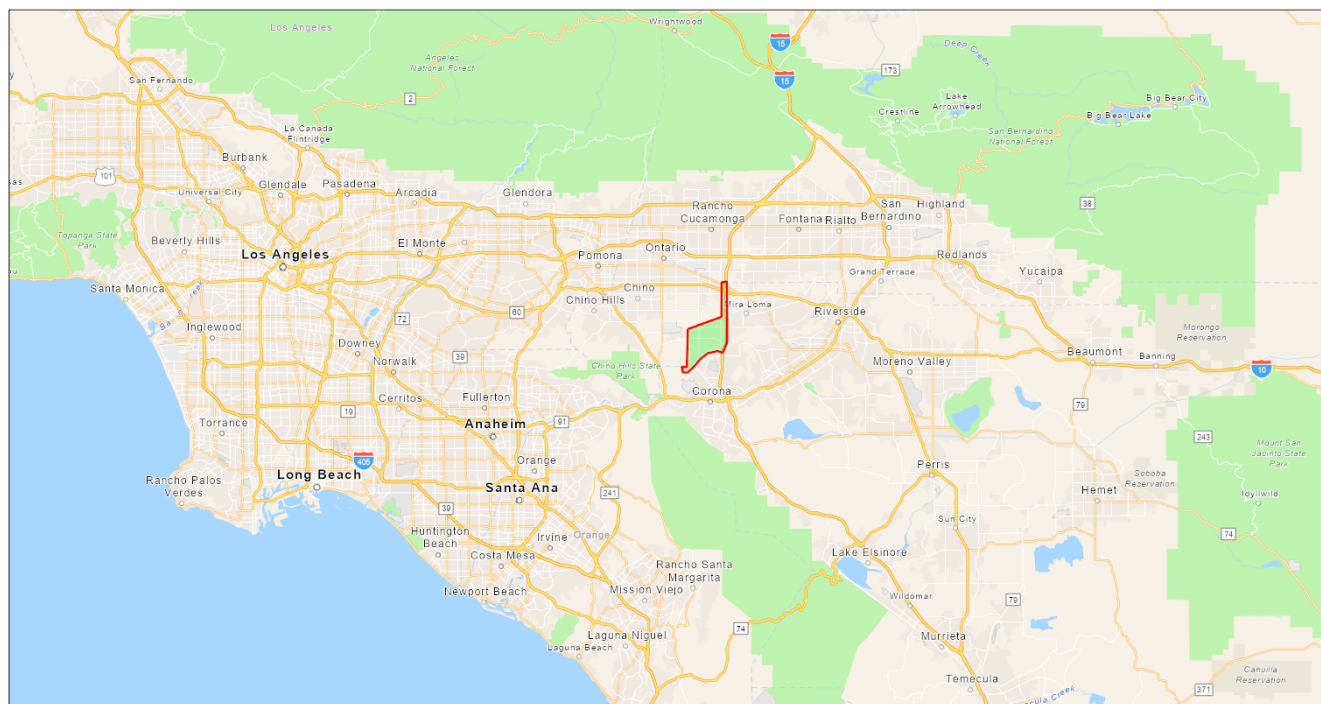 Los Angeles
Wrightwood
15
15
Angeles
National Forest
Deep Creek
173
San Fernando
2
Lake
Arrowhead
Crestline
Big Bear City
Big Bear Lake
La Canada
Flintridge
San Bernardino
National Forest
Burbank
101
Universal City
Glendale
Pasadena
Arcadia
Glendora
Rancho
Cucamonga
Fontana
Rialto
San
Bernardino
Highland
38
Topanga State
Park
Beverly Hills
El Monte
Los Angeles
Pomona
Ontario
Grand Terrace
Redlands
Yucaipa
Santa Monica
Chino
Chino Hills
60
Mira Loma
Riverside
Inglewood
72
Downey
Norwalk
39
Chino Hills State
Park
Moreno Valley
Morongo
Reservation
Beaumont
Banning
10
Cerritos
Fullerton
Corona
79
19
Torrance
Anaheim
91
243
Mount San
Jacinto State
Park
405
Orange
Rancho Palos
Verdes
Long Beach
Santa Ana
241
Perris
Soboba
Reservation
Hemet
Idyllwild
39
Huntington
Beach
Irvine
Orange
Sun City
74
Costa Mesa
Rancho Santa
Margarita
Lake Elsinore
Newport Beach
Mission Viejo
Wildomar
79
74
Laguna Niguel
Laguna Beach
Murrieta
Temecula
Cahuilla
Reservation
371